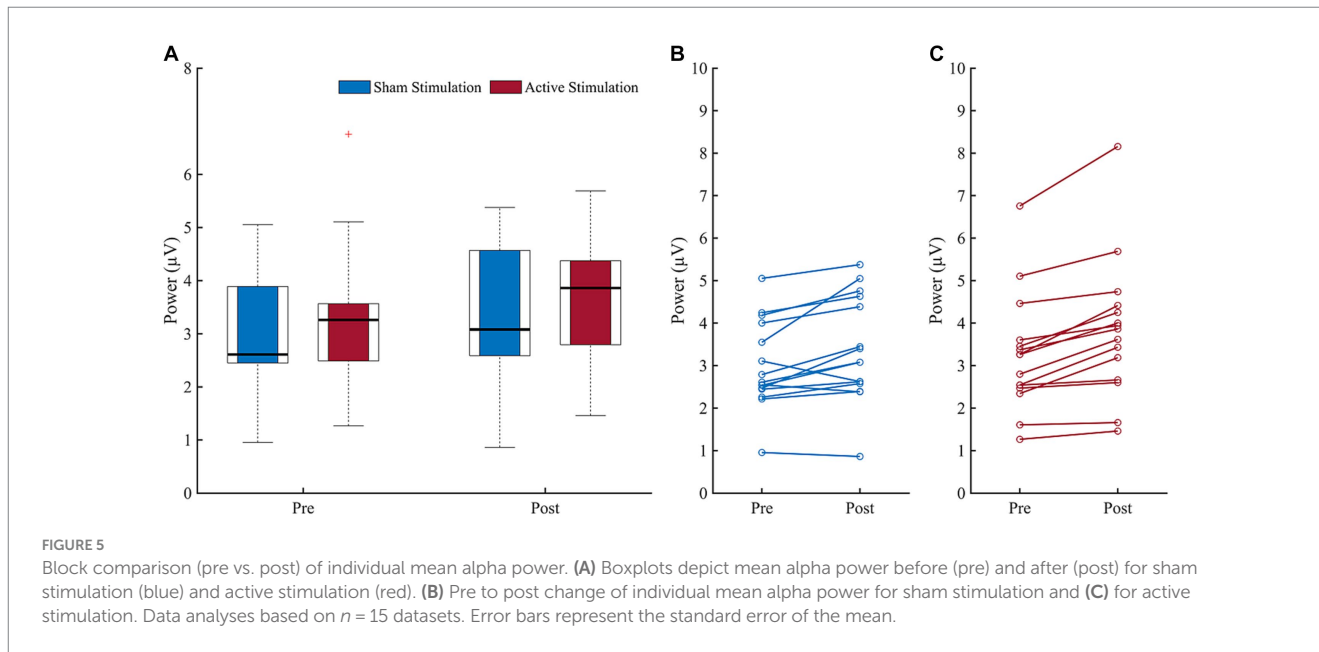 A
B
C
8
7
6
5
4
3
2
1
0
Power (µV)
Sham Stimulation
Active Stimulation
Pre
Post
10
9
8
7
6
5
4
3
2
1
0
Power (µV)
Pre
Post
10
9
8
7
6
5
4
3
2
1
0
Power (µV)
Pre
Post
FIGURE 5
Block comparison (pre vs. post) of individual mean alpha power. (A) Boxplots depict mean alpha power before (pre) and after (post) for sham
stimulation (blue) and active stimulation (red). (B) Pre to post change of individual mean alpha power for sham stimulation and (C) for active
stimulation. Data analyses based on n = 15 datasets. Error bars represent the standard error of the mean.